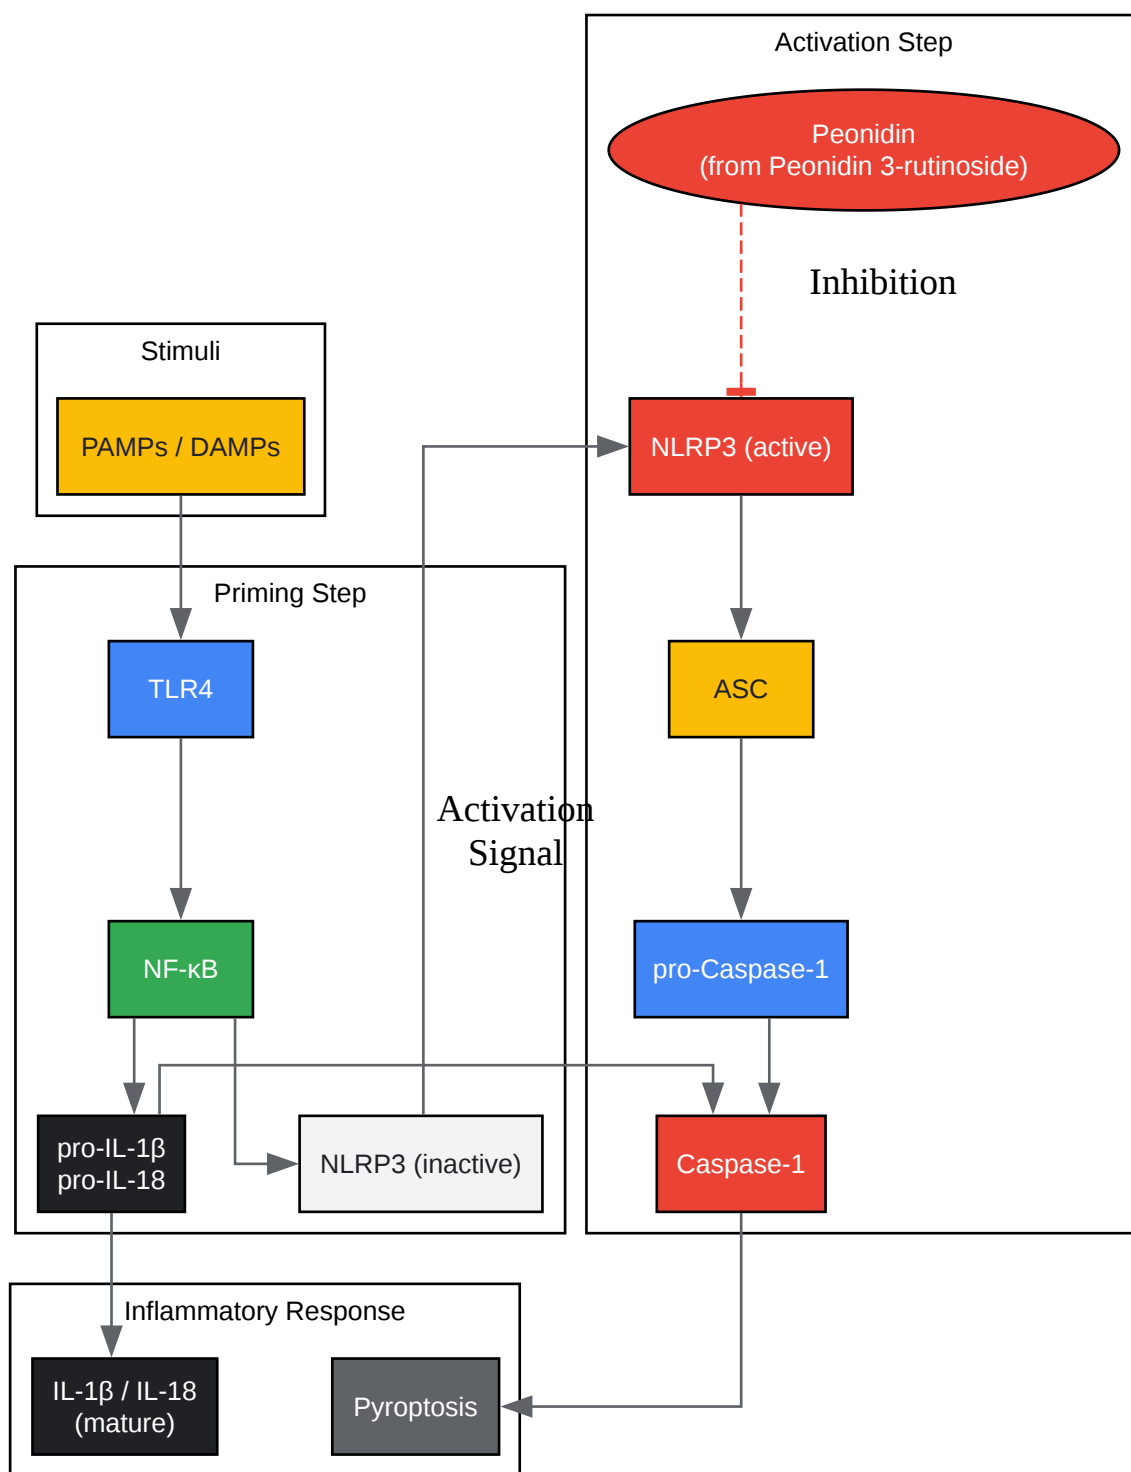 Activation Step
Peonidin
(from Peonidin 3-rutinoside)
Inhibition
Stimuli
PAMPs / DAMPs
NLRP3 (active)
Priming Step
TLR4
ASC
Activation
Signal
NF-κB
pro-Caspase-1
pro-IL-1β
pro-IL-18
NLRP3 (inactive)
Caspase-1
Inflammatory Response
IL-1β / IL-18
(mature)
Pyroptosis